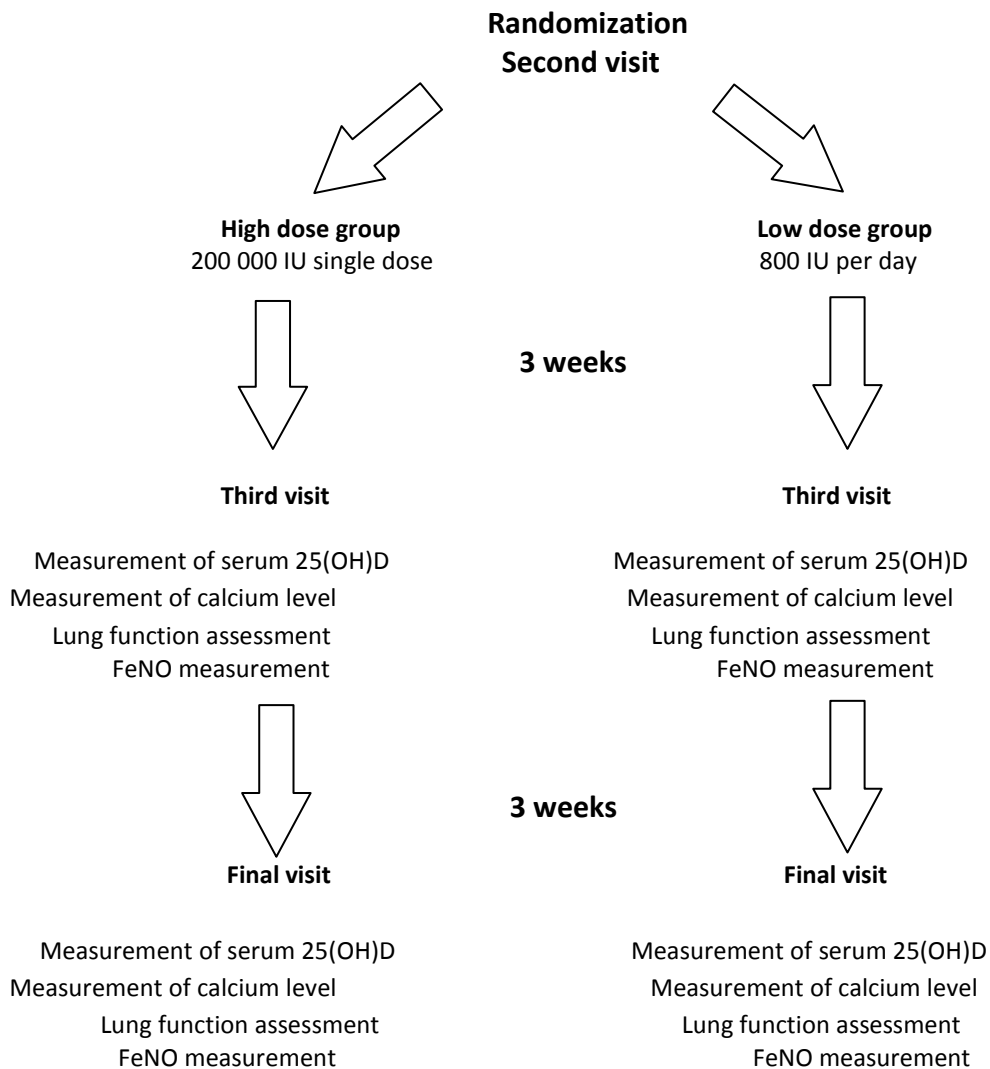 Randomization
Second visit
High dose group
200 000 IU single dose
Low dose group
800 IU per day
3 weeks
Third visit
Third visit
Measurement of serum 25(OH)D
Measurement of calcium level
Lung function assessment
FeNO measurement
Measurement of serum 25(OH)D
Measurement of calcium level
Lung function assessment
FeNO measurement
3 weeks
Final visit
Final visit
Measurement of serum 25(OH)D
Measurement of calcium level
Lung function assessment
FeNO measurement
Measurement of serum 25(OH)D
Measurement of calcium level
Lung function assessment
FeNO measurement